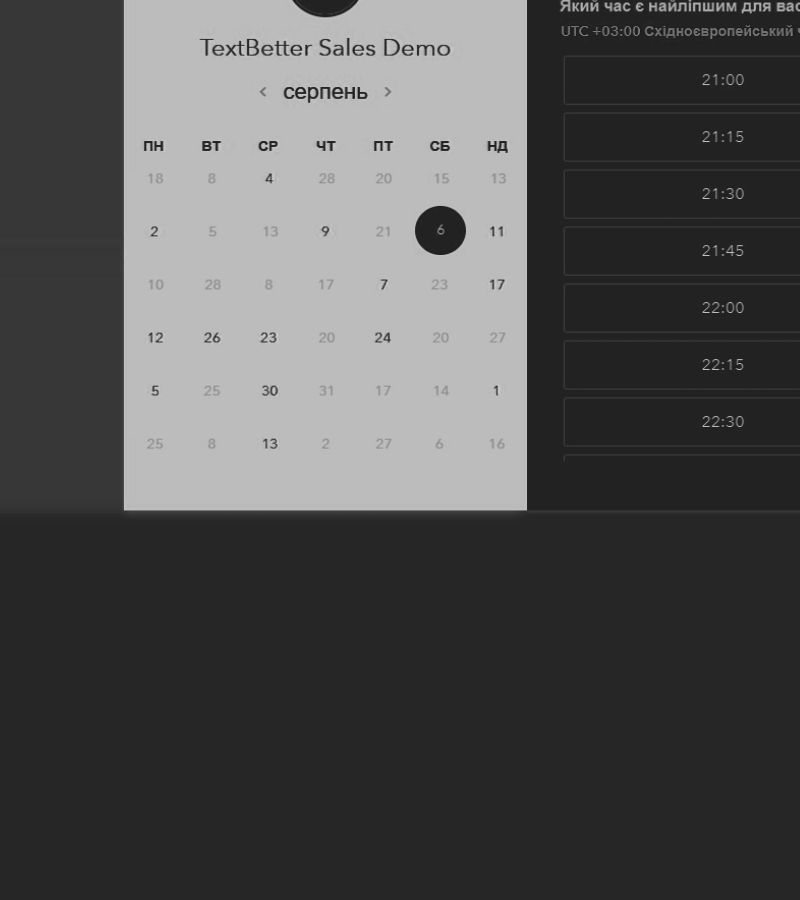 TextBetter Sales Demo
‹ серпень ›
ПН ВТ СР ЧТ ПТ СБ НД
18 8 4 28 20 15 13
2 5 13 9 21 6 11
10 28 8 17 7 23 17
12 26 23 20 24 20 27
5 25 30 31 17 14 1
25 8 13 2 27 6 16
Який час є найліпшим для вас
UTC +03:00 Східноєвропейський
21:00
21:15
21:30
21:45
22:00
22:15
22:30